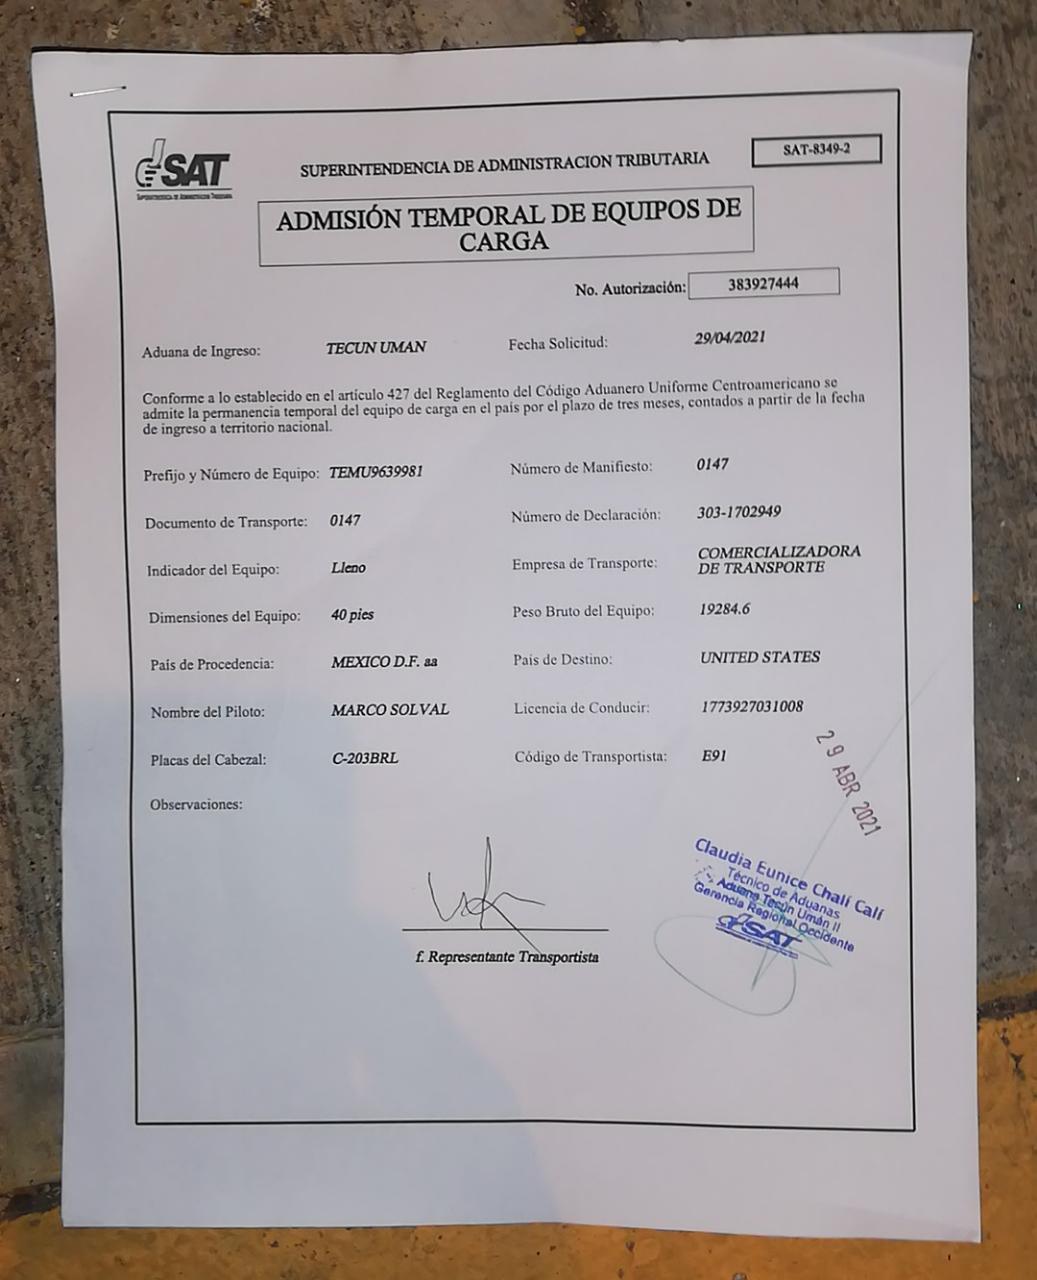 SAT
SUPERINTENDENCIA DE ADMINISTRACION TRIBUTARIA
SUPERINTENDENCIA DE ADMINISTRACION TRIBUTARIA
SAT-8349-2
ADMISIÓN TEMPORAL DE EQUIPOS DE
CARGA
No. Autorización: 383927444
Aduana de Ingreso: TECUN UMAN Fecha Solicitud: 29/04/2021
Conforme a lo establecido en el artículo 427 del Reglamento del Código Aduanero Uniforme Centroamericano se
admite la permanencia temporal del equipo de carga en el país por el plazo de tres meses, contados a partir de la fecha
de ingreso a territorio nacional.
Prefijo y Número de Equipo: TEMU9639981 Número de Manifiesto: 0147
Documento de Transporte: 0147 Número de Declaración: 303-1702949
Indicador del Equipo: Lleno Empresa de Transporte: COMERCIALIZADORA
DE TRANSPORTE
Dimensiones del Equipo: 40 pies Peso Bruto del Equipo: 19284.6
País de Procedencia: MEXICO D.F. aa País de Destino: UNITED STATES
Nombre del Piloto: MARCO SOLVAL Licencia de Conducir: 1773927031008
Placas del Cabezal: C-203BRL Código de Transportista: E91
Observaciones:
29 ABR 2021
Claudia Eunice Chalí Calí
Técnico de Aduanas
Aduana Tecún Umán II
Gerencia Regional Occidente
SAT
f. Representante Transportista